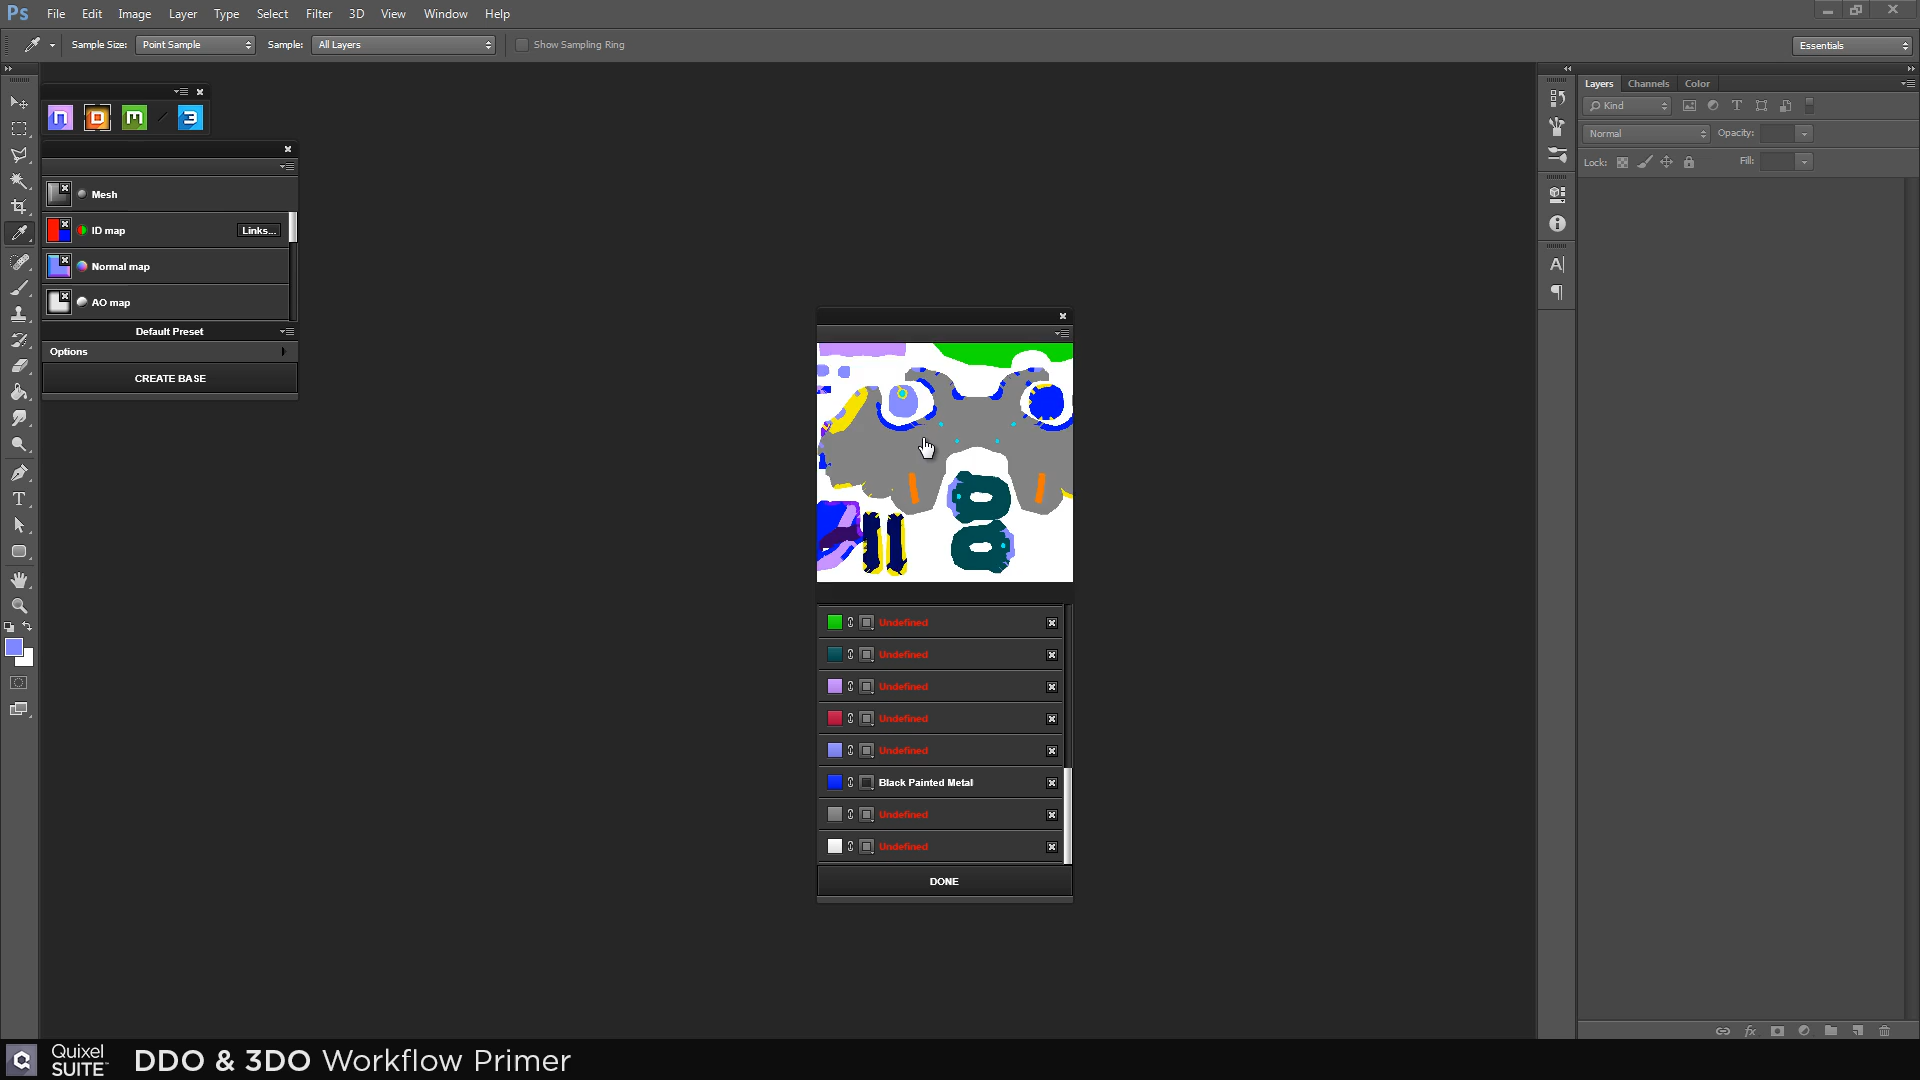 Ps File Edit Image Layer Type Select Filter 3D View Window Help
Sample Size: Point Sample Sample: All Layers Show Sampling Ring Essentials
Layers Channels Color
n D M 3
Kind
Normal Opacity:
Lock: Fill:
Mesh
ID map Links...
Normal map
AO map
Default Preset
Options
CREATE BASE
Undefined
Undefined
Undefined
Undefined
Undefined
Black Painted Metal
Undefined
Undefined
DONE
Quixel
SUITE
DDO & 3DO Workflow Primer